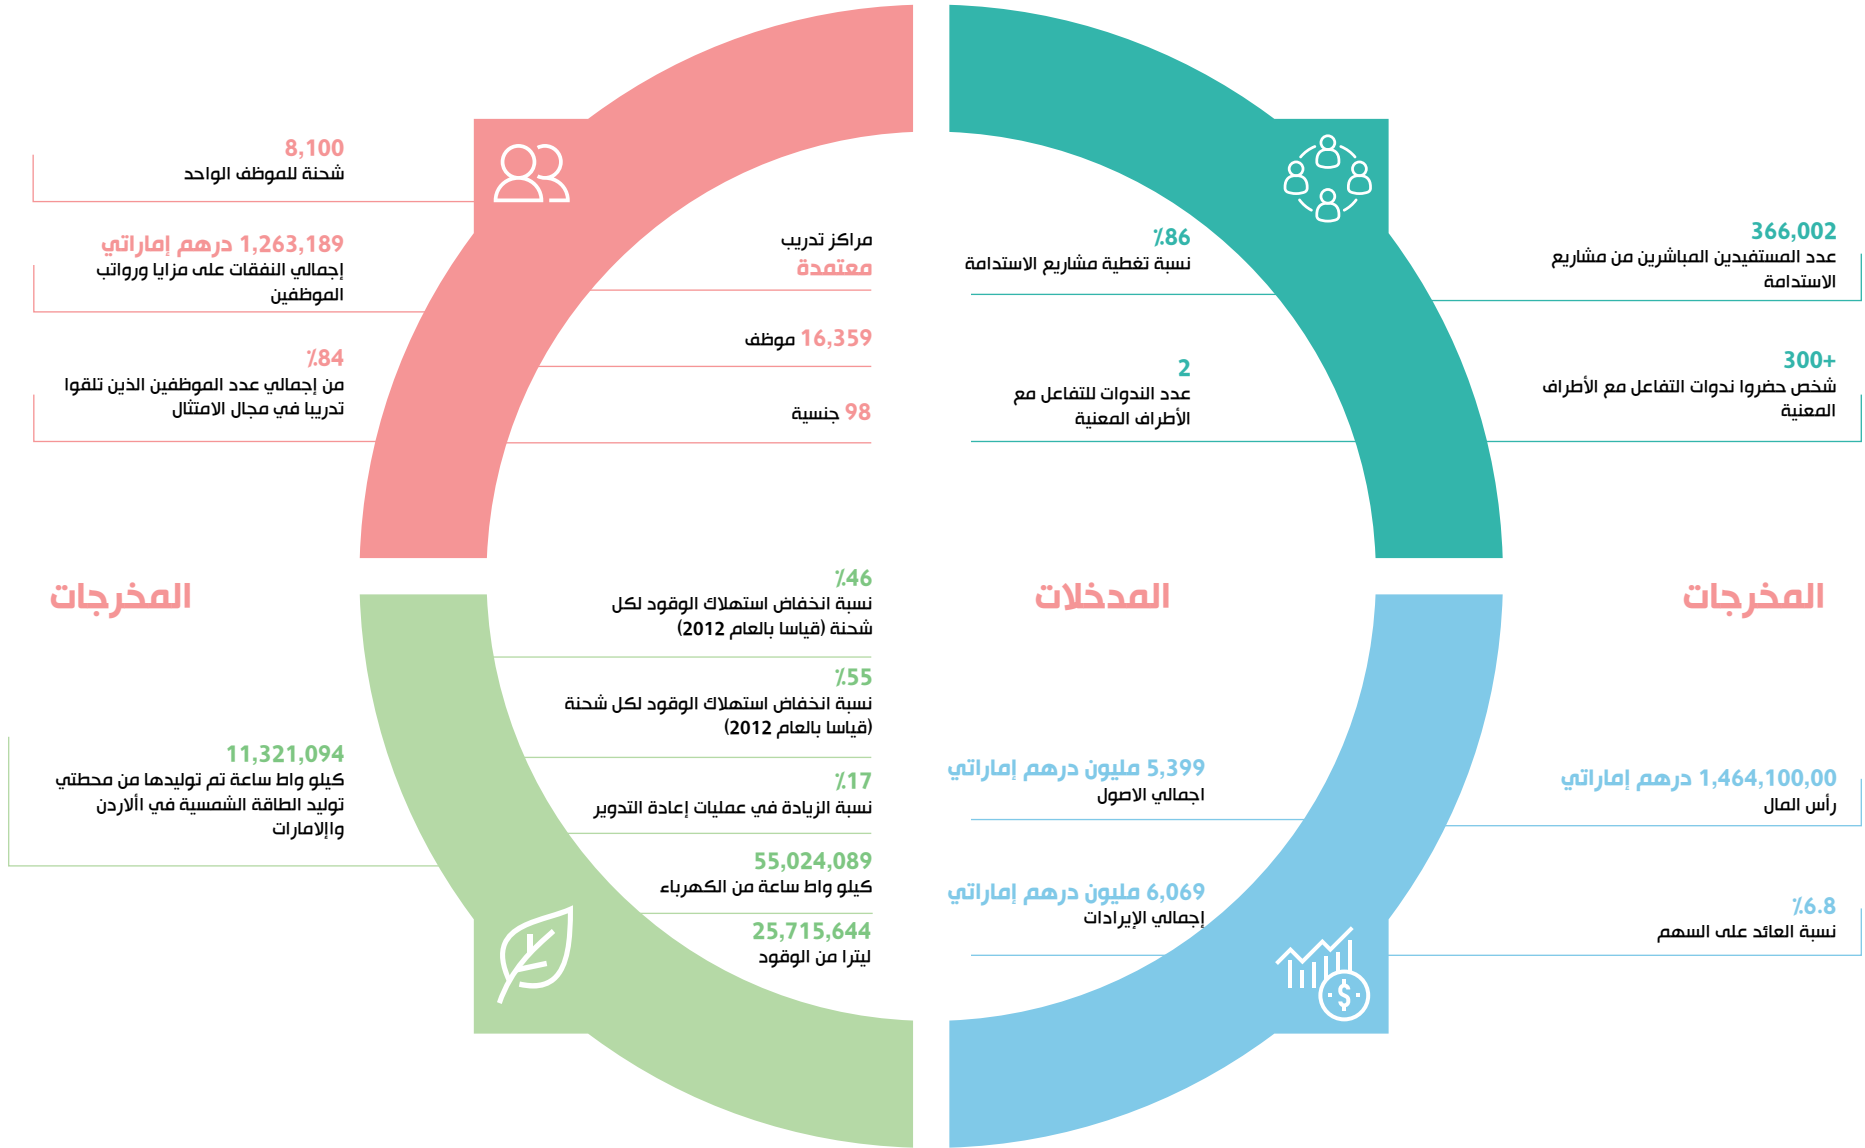 366,002
عدد المستفيدين المباشرين من مشاريع
الاستدامة
300+
شخص حضروا ندوات التفاعل مع الأطراف
المعنية
٪86
نسبة تغطية مشاريع الاستدامة
2
عدد الندوات للتفاعل مع
الأطراف المعنية
مراكز تدريب
معتمدة
16,359 موظف
98 جنسية
8,100
شحنة للموظف الواحد
1,263,189 درهم إماراتي
إجمالي النفقات على مزايا ورواتب
الموظفين
٪84
من إجمالي عدد الموظفين الذين تلقوا
تدريبا في مجال الامتثال
المخرجات
المدخلات
المخرجات
1,464,100,00 درهم إماراتي
رأس المال
٪6.8
نسبة العائد على السهم
5,399 مليون درهم إماراتي
اجمالي الاصول
6,069 مليون درهم إماراتي
إجمالي الإيرادات
٪46
نسبة انخفاض استهلاك الوقود لكل
شحنة (قياسا بالعام 2012)
٪55
نسبة انخفاض استهلاك الوقود لكل شحنة
(قياسا بالعام 2012)
٪17
نسبة الزيادة في عمليات إعادة التدوير
55,024,089
كيلو واط ساعة من الكهرباء
25,715,644
ليترا من الوقود
11,321,094
كيلو واط ساعة تم توليدها من محطتي
توليد الطاقة الشمسية في األاردن
واإلامارات